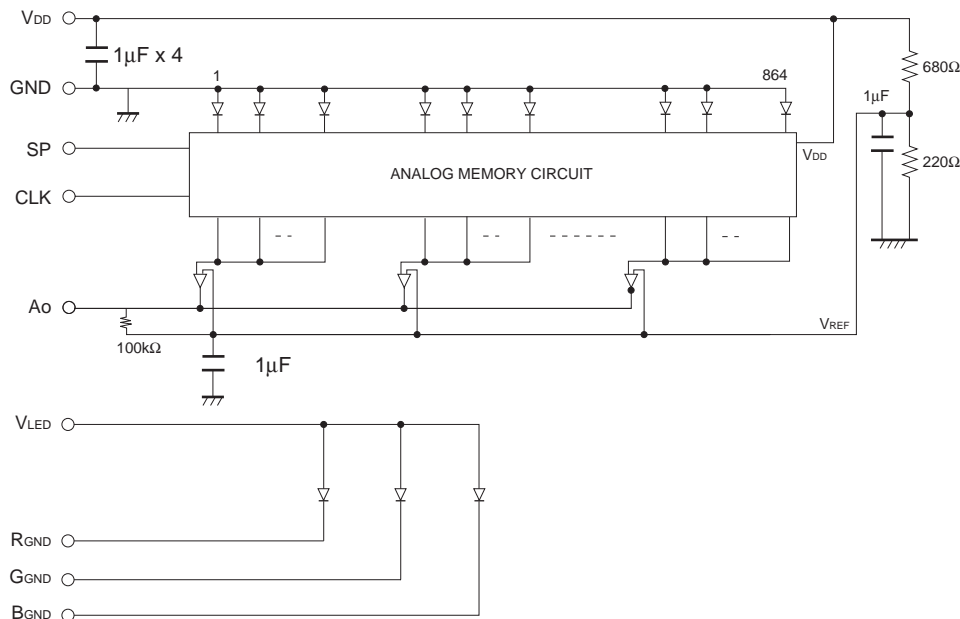 VDD
1μF x 4
GND
1
864
680Ω
1μF
SP
VDD
220Ω
ANALOG MEMORY CIRCUIT
CLK
Ao
VREF
100kΩ
1μF
VLED
RGND
GGND
BGND